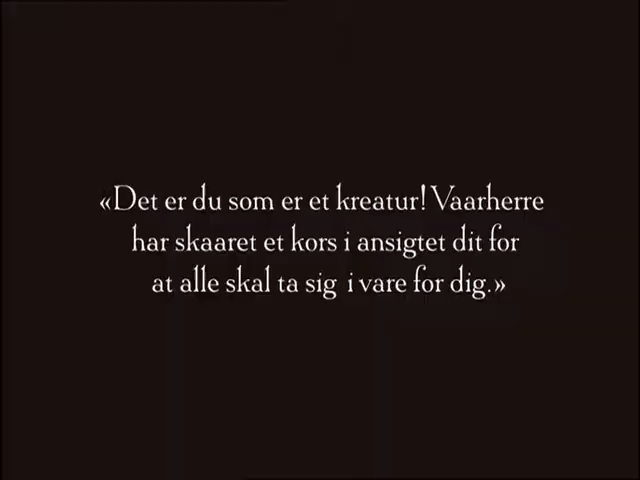 «Det er du som er et kreatur! Vaarherre
har skaaret et kors i ansigtet dit for
at alle skal ta sig i vare for dig.»